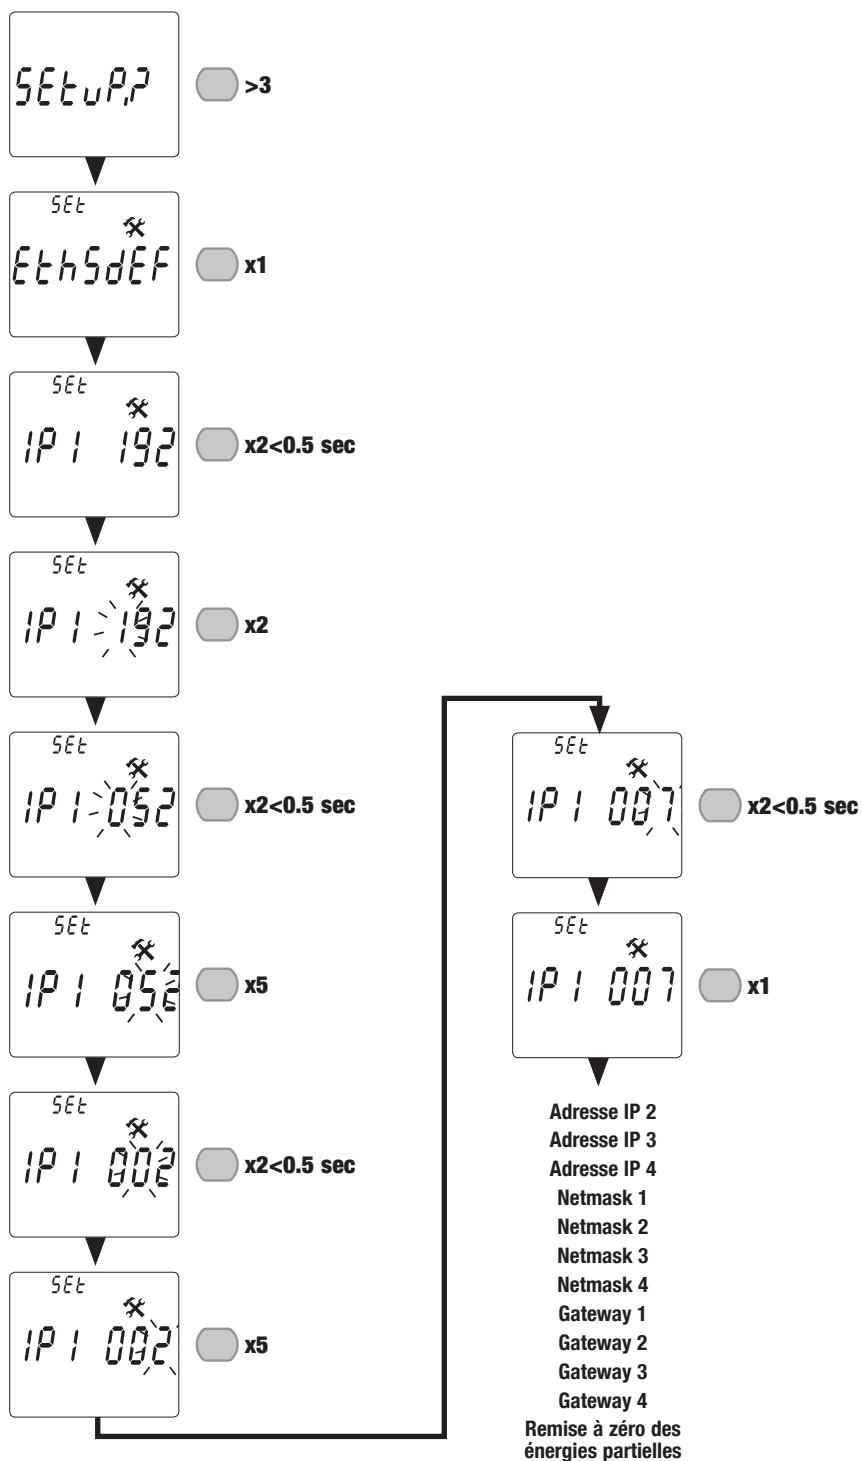 SEtuP,?
>3
SEt
EthSdEF
x1
SEt
IP1 192
x2<0.5 sec
SEt
IP1 192
x2
SEt
IP1 052
x2<0.5 sec
SEt
IP1 052
x5
SEt
IP1 002
x2<0.5 sec
SEt
IP1 002
x5
SEt
IP1 007
x2<0.5 sec
SEt
IP1 007
x1
Adresse IP 2
Adresse IP 3
Adresse IP 4
Netmask 1
Netmask 2
Netmask 3
Netmask 4
Gateway 1
Gateway 2
Gateway 3
Gateway 4
Remise à zéro des
énergies partielles